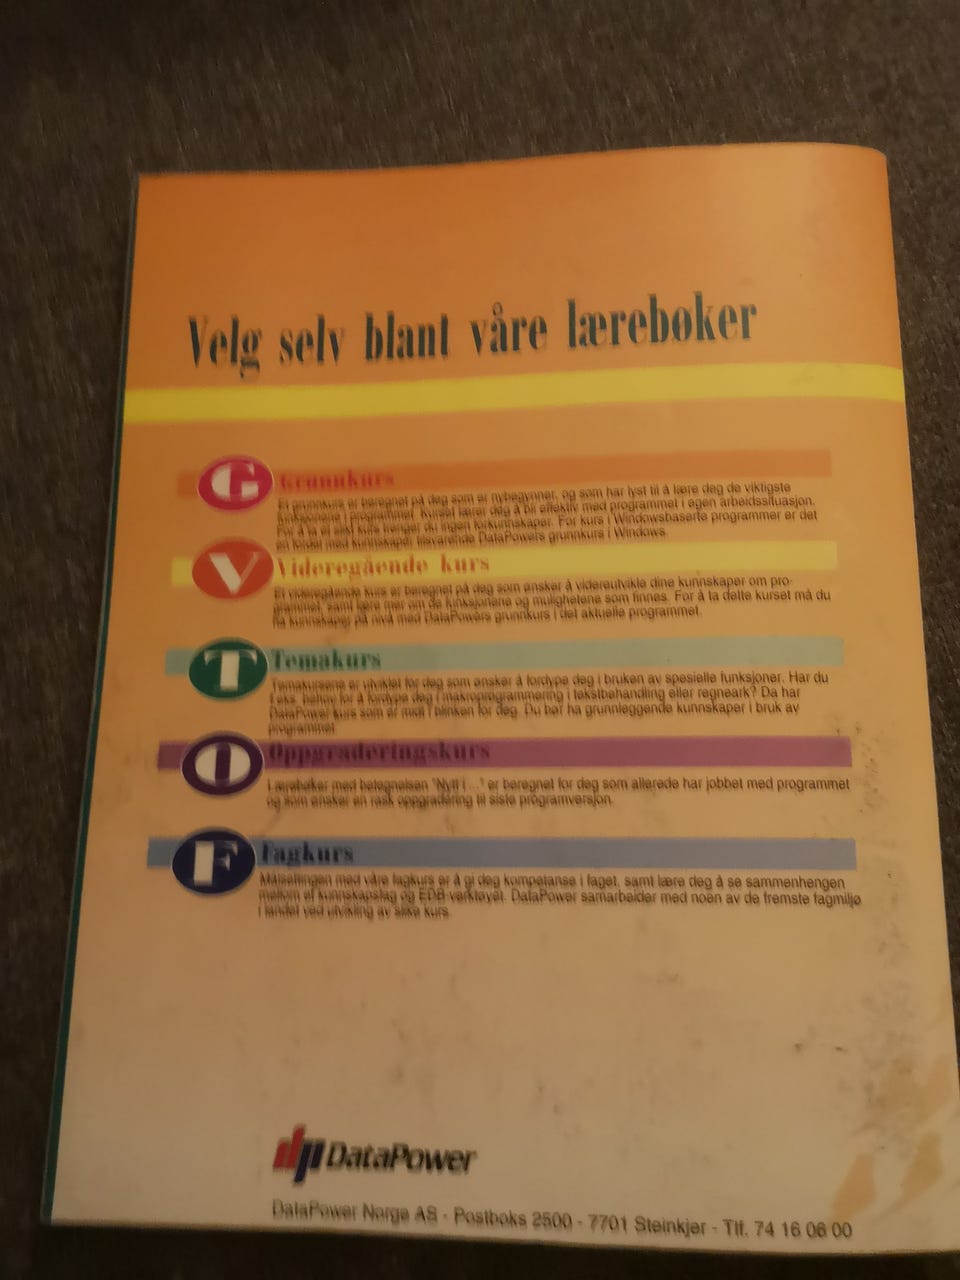 Velg selv blant våre lærebøker
G
Grunnkurs
Et grunnkurs er beregnet på deg som er nybegynner, og som har lyst til å lære deg de viktigste
funksjonene i programmet. Kurset lærer deg å bli effektiv med programmet i egen arbeidssituasjon.
For å ta et slikt kurs trenger du ingen forkunnskaper. For kurs i Windowsbaserte programmer er det
en fordel med kunnskaper tilsvarende DataPowers grunnkurs i Windows.
V
Videregående kurs
Et videregående kurs er beregnet på deg som ønsker å videreutvikle dine kunnskaper om pro-
grammet, samt lære mer om de funksjonene og mulighetene som finnes. For å ta dette kurset må du
ha kunnskaper på nivå med DataPowers grunnkurs i det aktuelle programmet.
T
Temakurs
Temakursene er utviklet for deg som ønsker å fordype deg i bruken av spesielle funksjoner. Har du
f.eks. behov for å fordype deg i makroprogrammering i tekstbehandling eller regneark? Da har
DataPower kurs som er midt i blinken for deg. Du bør ha grunnleggende kunnskaper i bruk av
programmet.
O
Oppgraderingskurs
Lærebøker med betegnelsen "Nytt i ..." er beregnet for deg som allerede har jobbet med programmet
og som ønsker en rask oppgradering til siste programversjon.
F
Fagkurs
Målsettingen med våre fagkurs er å gi deg kompetanse i faget, samt lære deg å se sammenhengen
mellom et kunnskapsfag og EDB-verktøyet. DataPower samarbeider med noen av de fremste fagmiljø
i landet ved utvikling av slike kurs.
dp DataPower
DataPower Norge AS - Postboks 2500 - 7701 Steinkjer - Tlf. 74 16 06 00